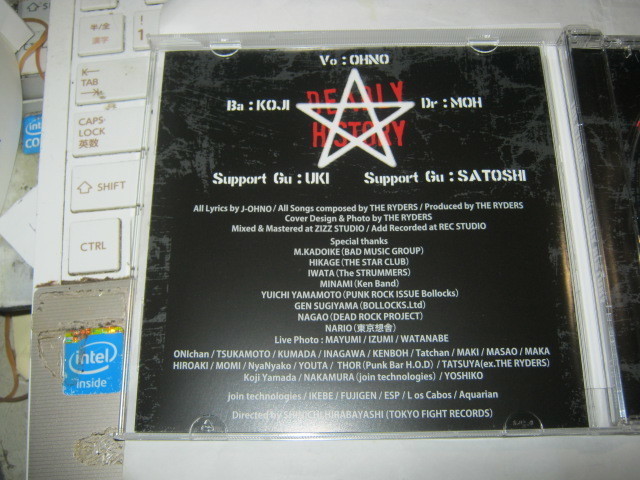 Vo : OHNO
Ba : KOJI
DEADLY
Dr : MOH
HISTORY
Support Gu : UKI
Support Gu : SATOSHI
All Lyrics by J-OHNO / All Songs composed by THE RYDERS / Produced by THE RYDERS
Cover Design & Photo by THE RYDERS
Mixed & Mastered at ZIZZ STUDIO / Add Recorded at REC STUDIO
Special thanks
M.KADOIKE (BAD MUSIC GROUP)
HIKAGE (THE STAR CLUB)
IWATA (The STRUMMERS)
MINAMI (Ken Band)
YUICHI YAMAMOTO (PUNK ROCK ISSUE Bollocks)
GEN SUGIYAMA (BOLLOCKS.Ltd)
NAGAO (DEAD ROCK PROJECT)
NARIO (東京想舎)
Live Photo : MAYUMI / IZUMI / WATANABE
ONIchan / TSUKAMOTO / KUMADA / INAGAWA / KENBOH / Tatchan / MAKI / MASAO / MAKA
HIROAKI / MOMI / NyaNyako / YOUTA / THOR (Punk Bar H.O.D) / TATSUYA (ex.THE RYDERS)
Koji Yamada / NAKAMURA (join technologies) / YOSHIKO
join technologies / IKEBE / FUJIGEN / ESP / Los Cabos / Aquarian
Directed by SHINICHI HIRABAYASHI (TOKYO FIGHT RECORDS)
半/全
漢字
!
1
TAB
CAPS
LOCK
英数
SHIFT
CTRL
intel
intel
inside